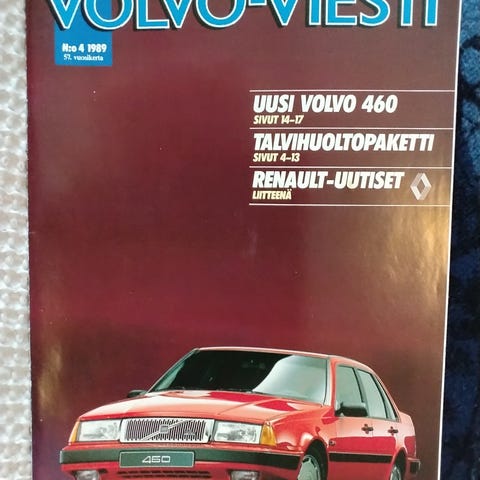 VOLVO-VIESTI
N:o 4 1989
57. vuosikerta
UUSI VOLVO 460
SIVUT 14-17
TALVIHUOLTOPAKETTI
SIVUT 4-13
RENAULT-UUTISET
LIITTEENÄ
460